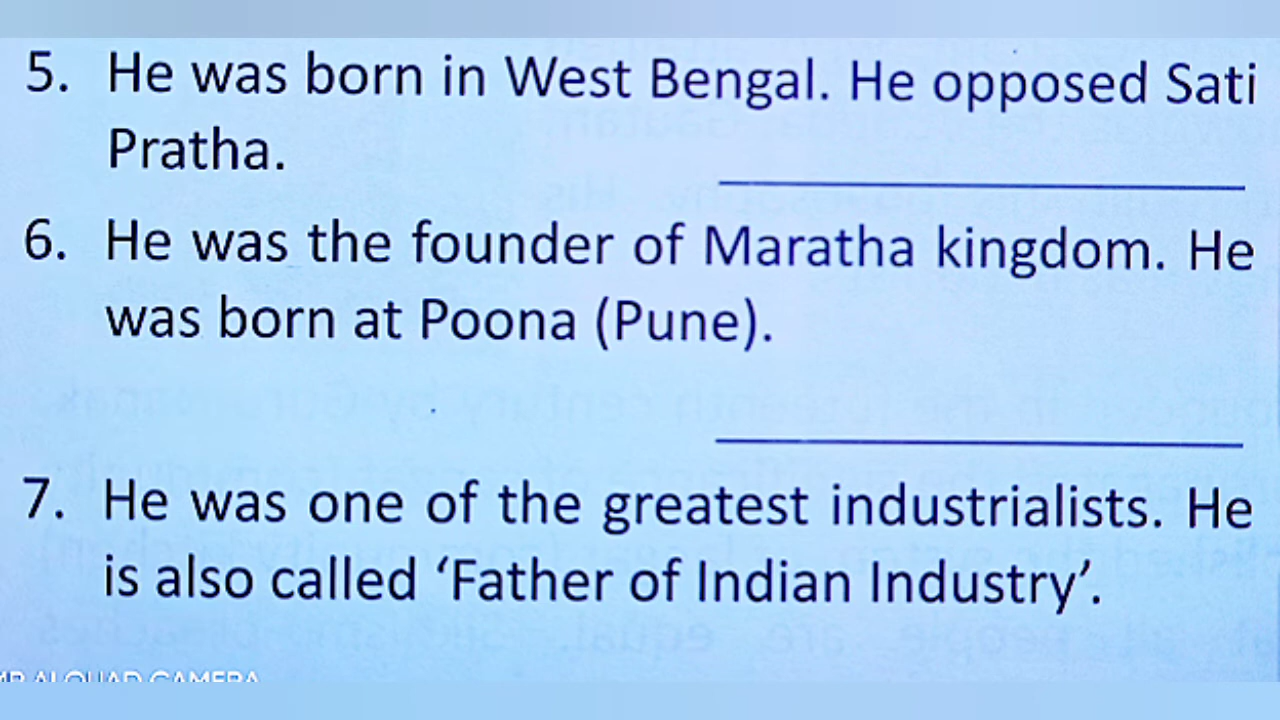 5. He was born in West Bengal. He opposed Sati
Pratha.
6. He was the founder of Maratha kingdom. He
was born at Poona (Pune).
7. He was one of the greatest industrialists. He
is also called ‘Father of Indian Industry’.
CAMERA